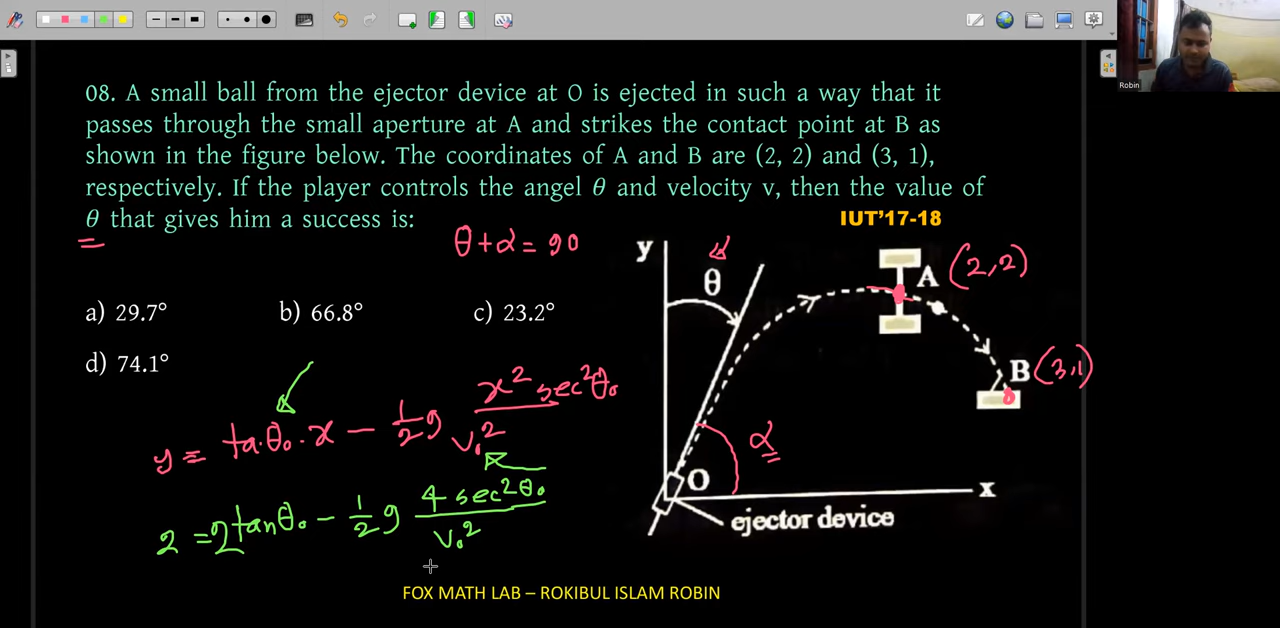 Robin
08. A small ball from the ejector device at O is ejected in such a way that it
passes through the small aperture at A and strikes the contact point at B as
shown in the figure below. The coordinates of A and B are (2, 2) and (3, 1),
respectively. If the player controls the angel θ and velocity v, then the value of
θ that gives him a success is:
IUT’17-18
θ+α = 90
a) 29.7° b) 66.8° c) 23.2°
d) 74.1°
y
α
θ
A (2,2)
B (3,1)
α
O
x
ejector device
y = tanθ₀·x − 1/2 g x² sec²θ₀ / v₀²
2 = 2tanθ₀ − 1/2 g 4 sec²θ₀ / v₀²
FOX MATH LAB – ROKIBUL ISLAM ROBIN